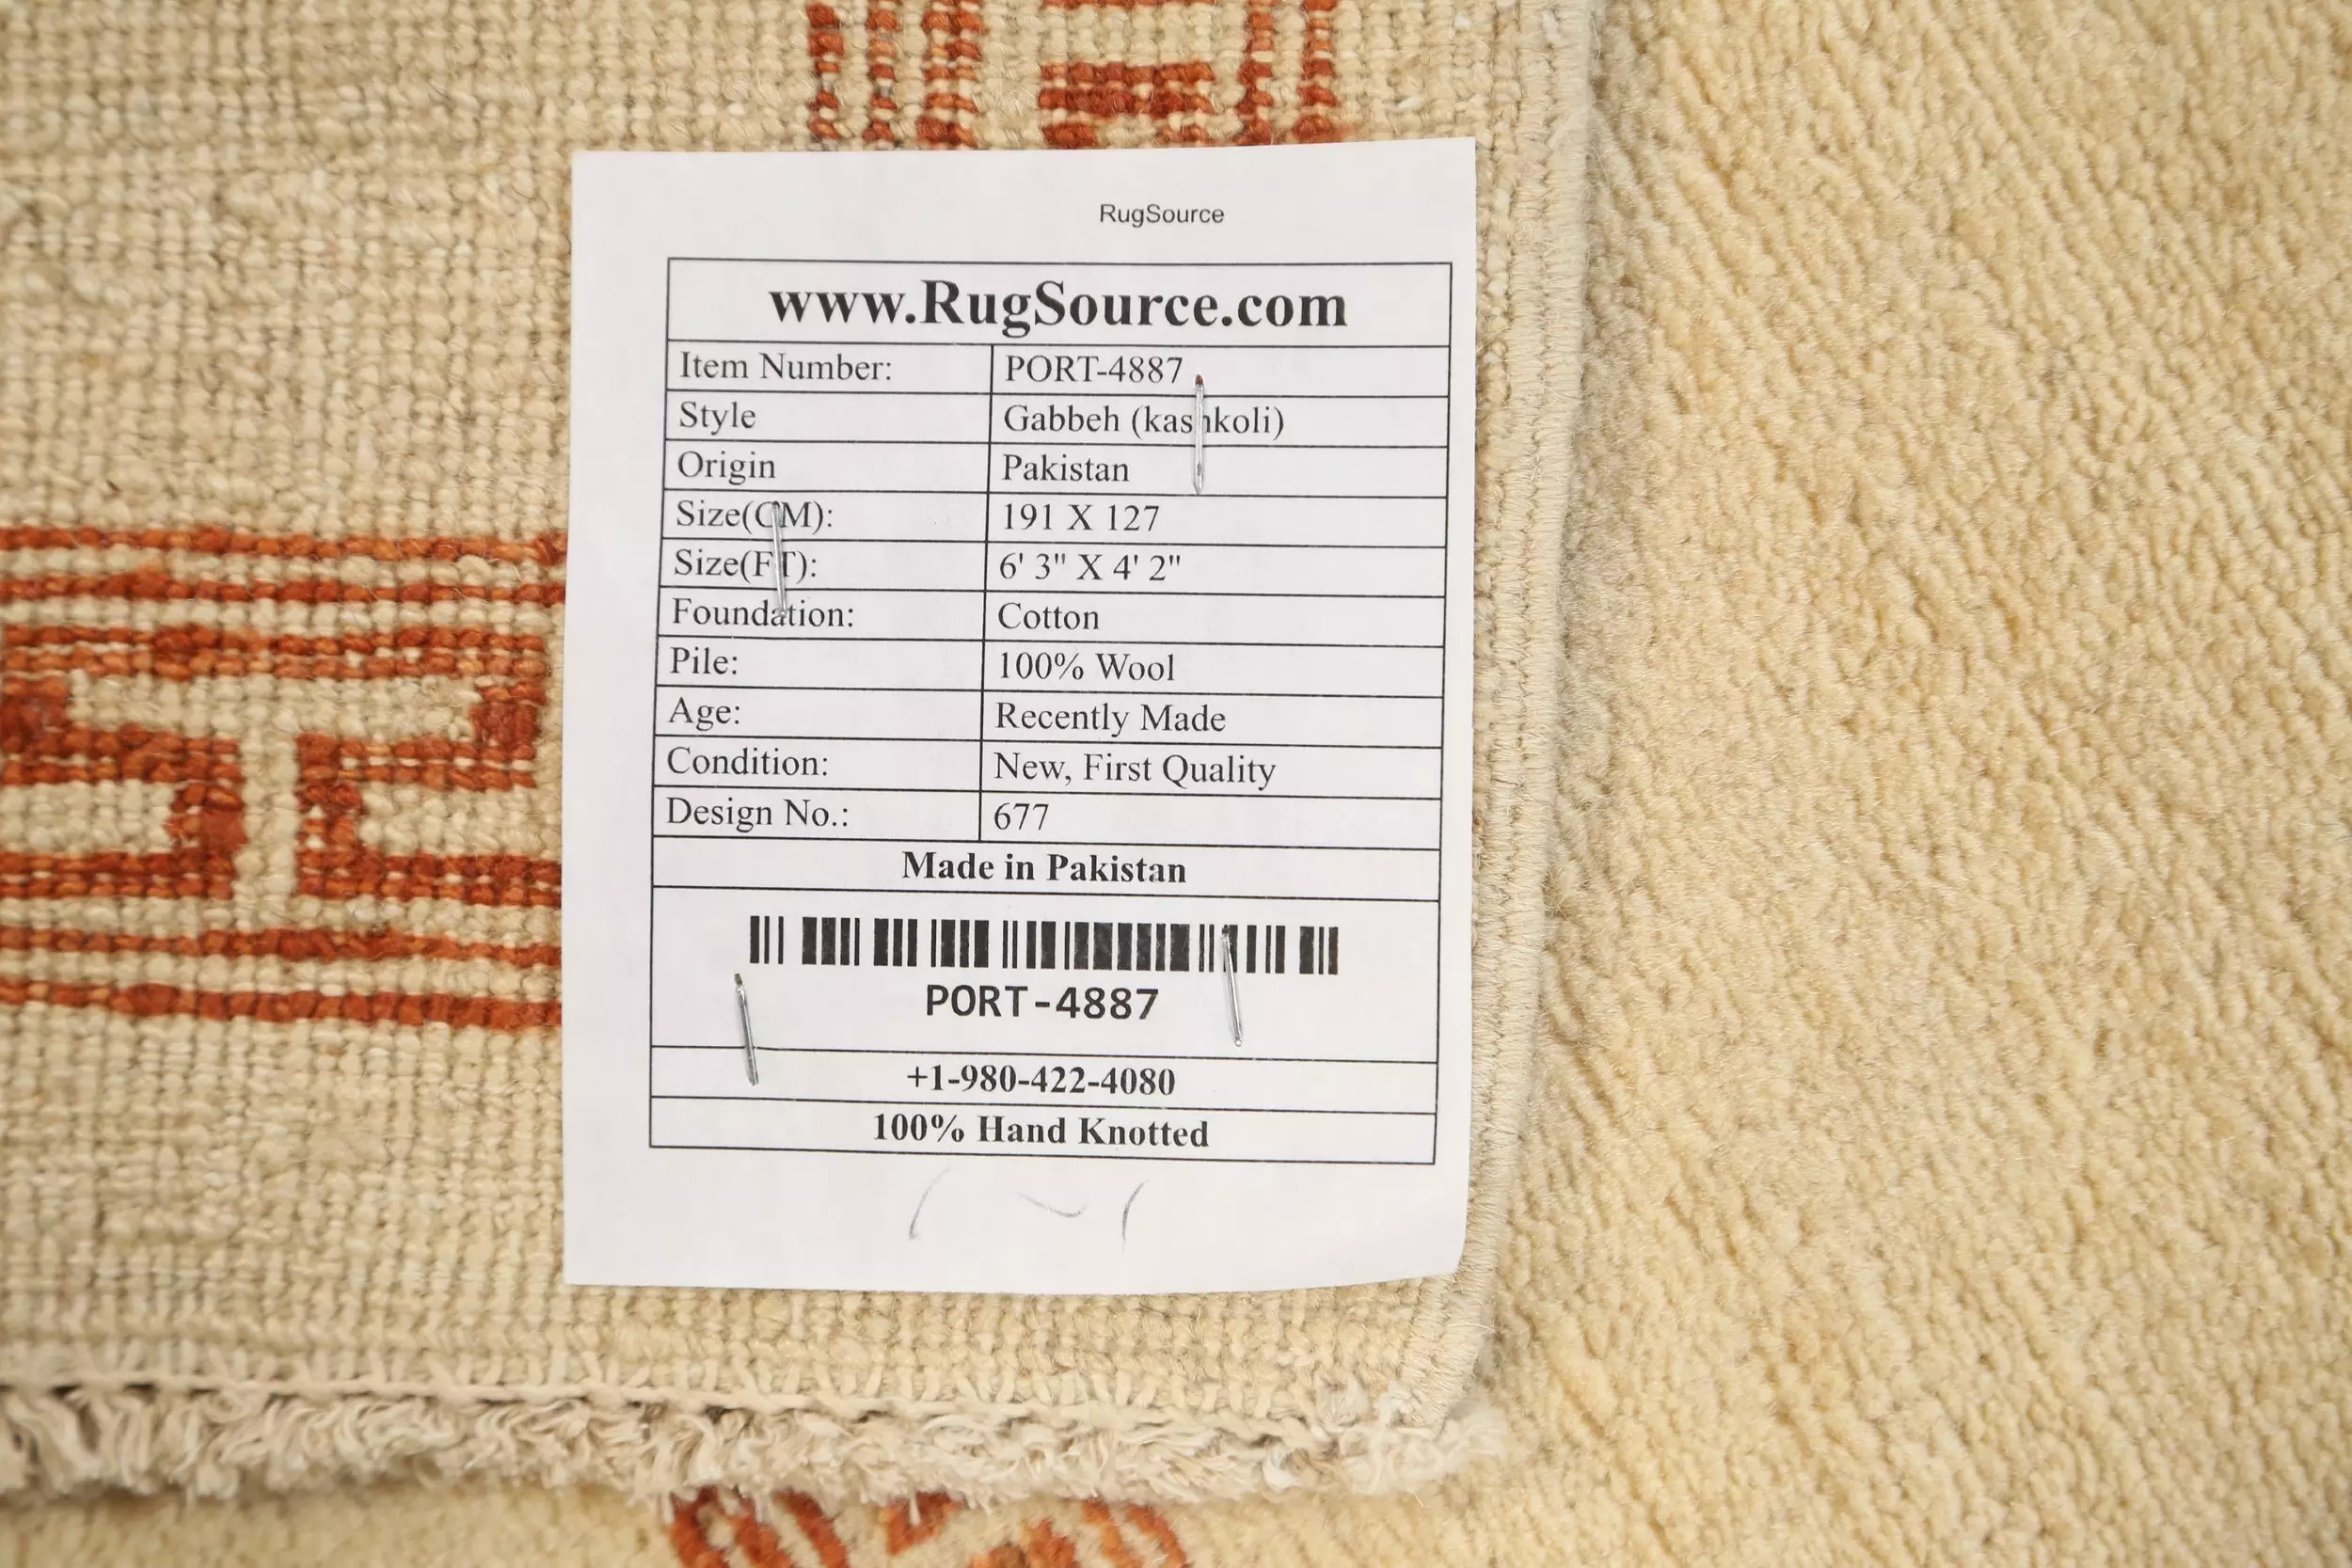 RugSource
www.RugSource.com
Item Number: PORT-4887
Style Gabbeh (kashkoli)
Origin Pakistan
Size(CM): 191 X 127
Size(FT): 6' 3" X 4' 2"
Foundation: Cotton
Pile: 100% Wool
Age: Recently Made
Condition: New, First Quality
Design No.: 677
Made in Pakistan
PORT-4887
+1-980-422-4080
100% Hand Knotted